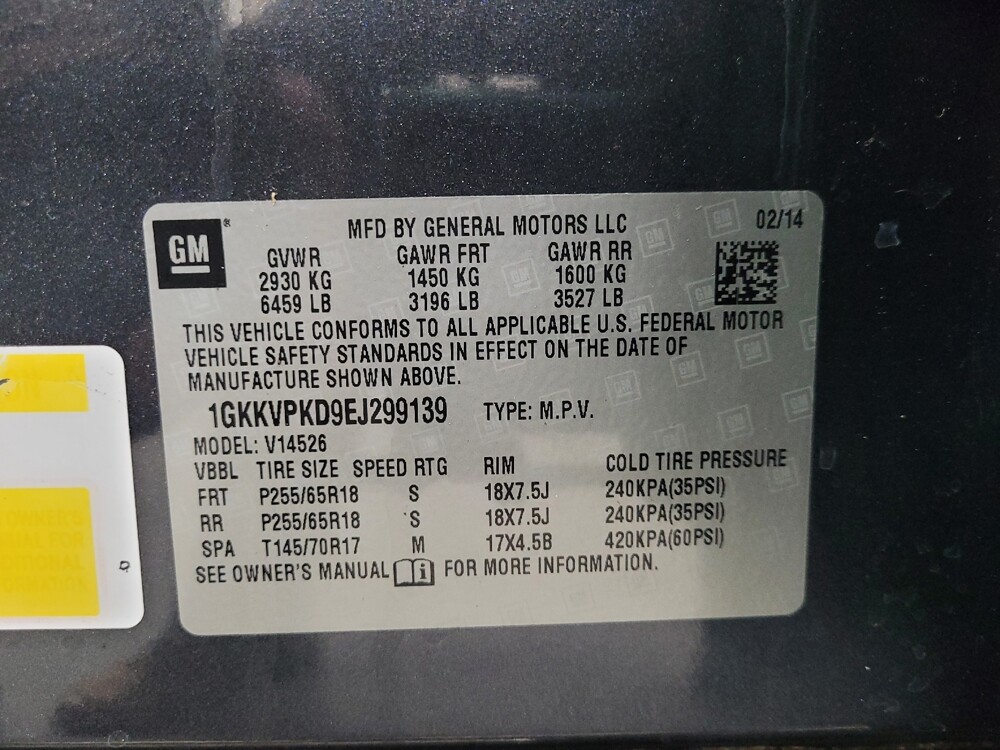 GM
MFD BY GENERAL MOTORS LLC 02/14
GVWR GAWR FRT GAWR RR
2930 KG 1450 KG 1600 KG
6459 LB 3196 LB 3527 LB
THIS VEHICLE CONFORMS TO ALL APPLICABLE U.S. FEDERAL MOTOR
VEHICLE SAFETY STANDARDS IN EFFECT ON THE DATE OF
MANUFACTURE SHOWN ABOVE.
1GKKVPKD9EJ299139 TYPE: M.P.V.
MODEL: V14526
VBBL TIRE SIZE SPEED RTG RIM COLD TIRE PRESSURE
FRT P255/65R18 S 18X7.5J 240KPA(35PSI)
RR P255/65R18 S 18X7.5J 240KPA(35PSI)
SPA T145/70R17 M 17X4.5B 420KPA(60PSI)
SEE OWNER'S MANUAL i FOR MORE INFORMATION.